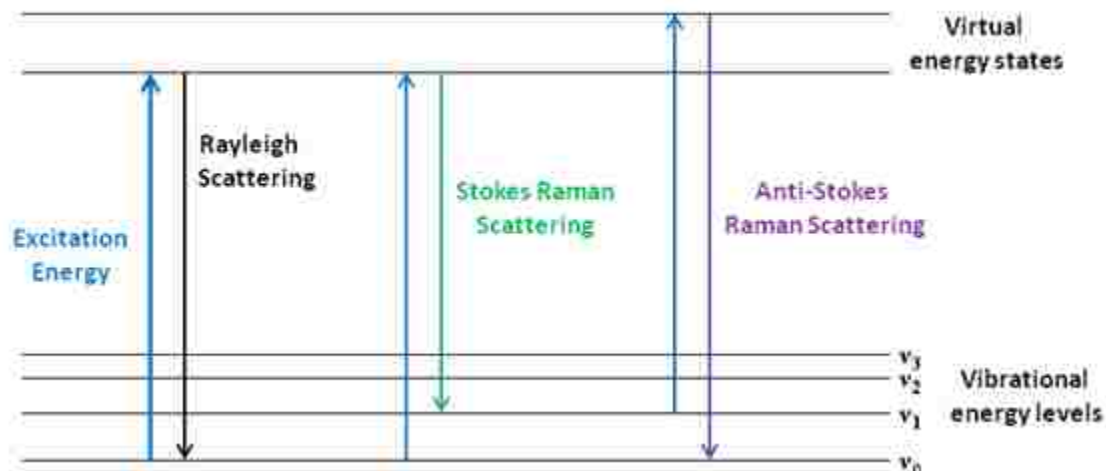 Virtual
energy states
Rayleigh
Scattering
Stokes Raman
Scattering
Anti-Stokes
Raman Scattering
Excitation
Energy
v₃
v₂
v₁
v₀
Vibrational
energy levels